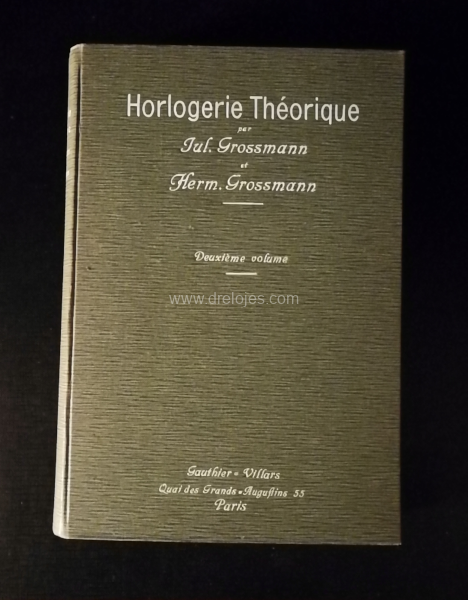 Horlogerie Théorique
par
Jul. Grossmann
et
Herm. Grossmann
Deuxième volume
www.drelojes.com
Gauthier = Villars
Quai des Grands = Augustins 55
Paris